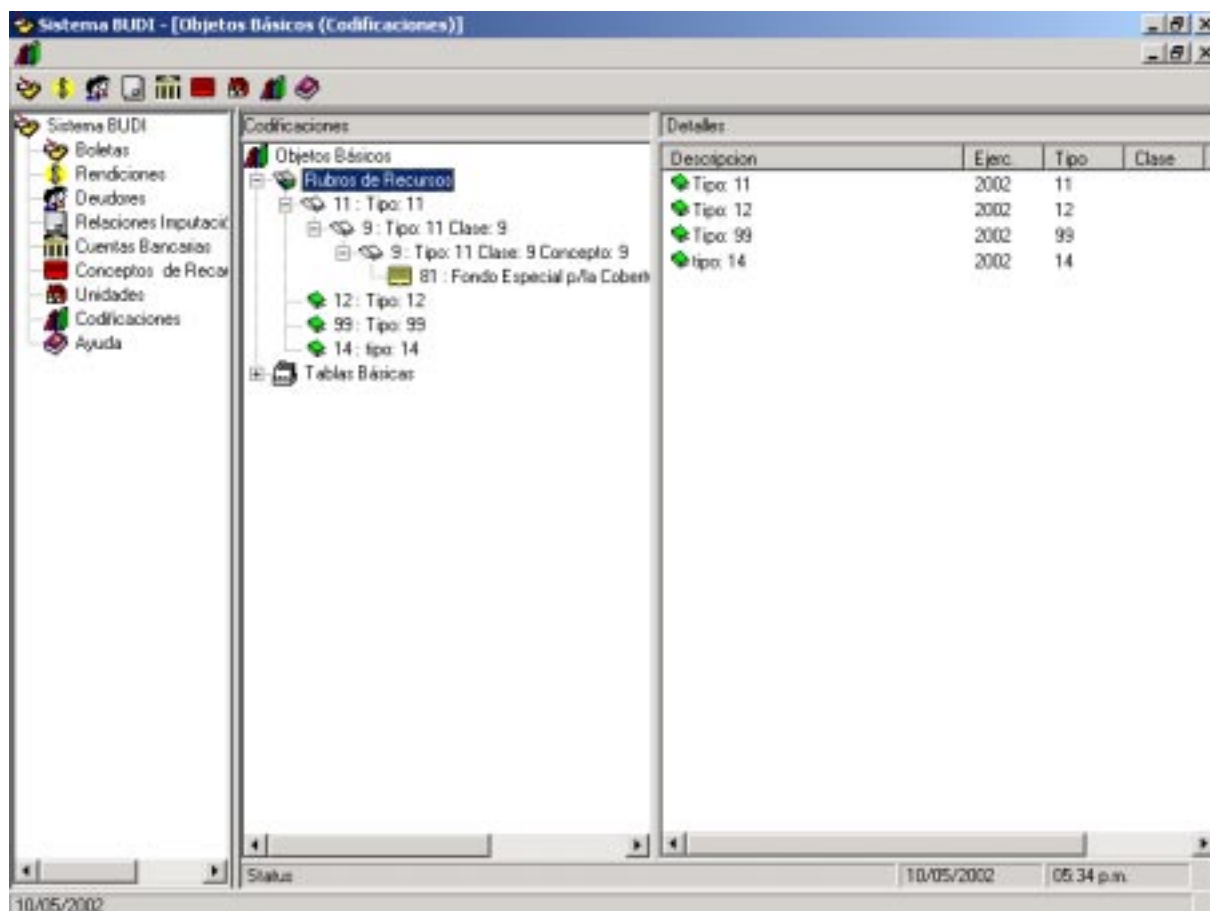 Sistema BUDI - [Objetos Básicos (Codificaciones)]
Sistema BUDI
Boletas
Rendiciones
Deudores
Relaciones Imputació
Cuentas Bancarias
Conceptos de Recau
Unidades
Codificaciones
Ayuda
Codificaciones
Objetos Básicos
Rubros de Recursos
11 : Tipo: 11
9 : Tipo: 11 Clase: 9
9 : Tipo: 11 Clase: 9 Concepto: 9
81 : Fondo Especial p/la Cobert
12 : Tipo: 12
99 : Tipo: 99
14 : tipo: 14
Tablas Básicas
Detalles
Descripcion Ejerc. Tipo Clase
Tipo: 11 2002 11
Tipo: 12 2002 12
Tipo: 99 2002 99
tipo: 14 2002 14
Status 10/05/2002 05:34 p.m.
10/05/2002